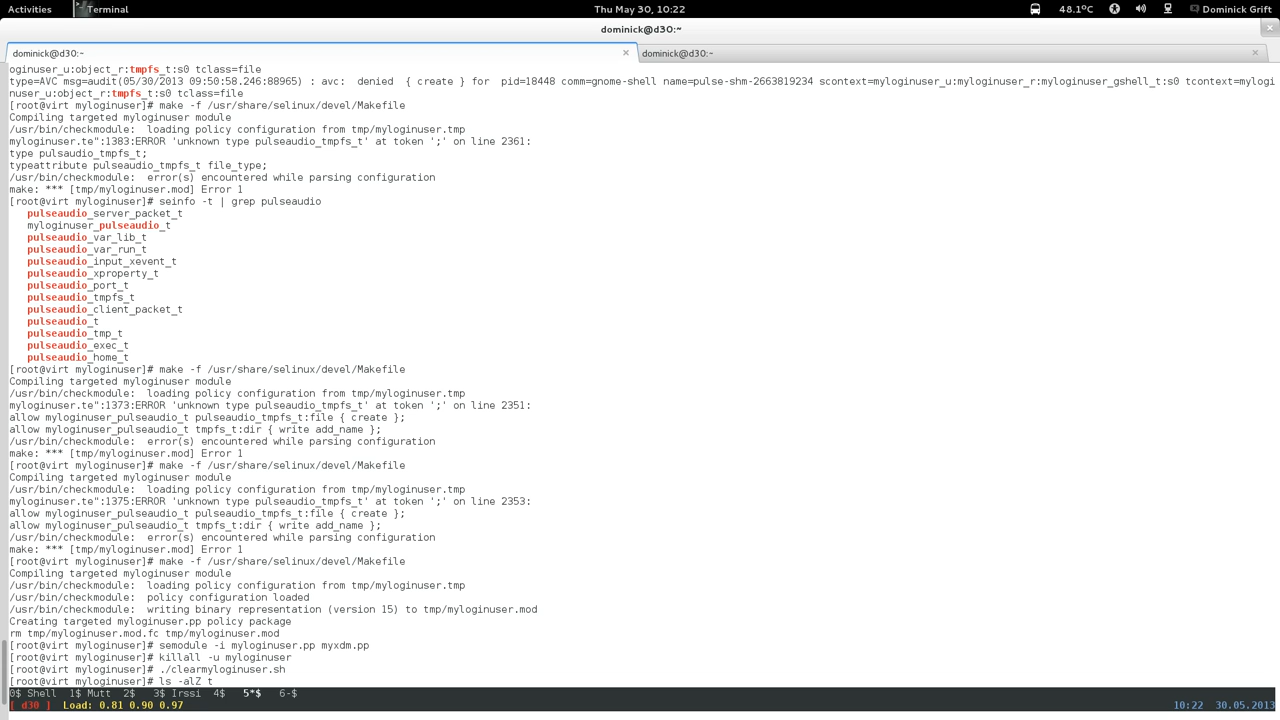 Activities Terminal Thu May 30, 10:22 48.1°C Dominick Grift
dominick@d30:~
dominick@d30:~ dominick@d30:~
oginuser_u:object_r:tmpfs_t:s0 tclass=file
type=AVC msg=audit(05/30/2013 09:50:58.246:88965) : avc:  denied  { create } for  pid=18448 comm=gnome-shell name=pulse-shm-2663819234 scontext=myloginuser_u:myloginuser_r:myloginuser_gshell_t:s0 tcontext=mylogi
nuser_u:object_r:tmpfs_t:s0 tclass=file
[root@virt myloginuser]# make -f /usr/share/selinux/devel/Makefile
Compiling targeted myloginuser module
/usr/bin/checkmodule:  loading policy configuration from tmp/myloginuser.tmp
myloginuser.te":1383:ERROR 'unknown type pulseaudio_tmpfs_t' at token ';' on line 2361:
type pulsaudio_tmpfs_t;
typeattribute pulseaudio_tmpfs_t file_type;
/usr/bin/checkmodule:  error(s) encountered while parsing configuration
make: *** [tmp/myloginuser.mod] Error 1
[root@virt myloginuser]# seinfo -t | grep pulseaudio
pulseaudio_server_packet_t
myloginuser_pulseaudio_t
pulseaudio_var_lib_t
pulseaudio_var_run_t
pulseaudio_input_xevent_t
pulseaudio_xproperty_t
pulseaudio_port_t
pulseaudio_tmpfs_t
pulseaudio_client_packet_t
pulseaudio_t
pulseaudio_tmp_t
pulseaudio_exec_t
pulseaudio_home_t
[root@virt myloginuser]# make -f /usr/share/selinux/devel/Makefile
Compiling targeted myloginuser module
/usr/bin/checkmodule:  loading policy configuration from tmp/myloginuser.tmp
myloginuser.te":1373:ERROR 'unknown type pulseaudio_tmpfs_t' at token ';' on line 2351:
allow myloginuser_pulseaudio_t pulseaudio_tmpfs_t:file { create };
allow myloginuser_pulseaudio_t tmpfs_t:dir { write add_name };
/usr/bin/checkmodule:  error(s) encountered while parsing configuration
make: *** [tmp/myloginuser.mod] Error 1
[root@virt myloginuser]# make -f /usr/share/selinux/devel/Makefile
Compiling targeted myloginuser module
/usr/bin/checkmodule:  loading policy configuration from tmp/myloginuser.tmp
myloginuser.te":1375:ERROR 'unknown type pulseaudio_tmpfs_t' at token ';' on line 2353:
allow myloginuser_pulseaudio_t pulseaudio_tmpfs_t:file { create };
allow myloginuser_pulseaudio_t tmpfs_t:dir { write add_name };
/usr/bin/checkmodule:  error(s) encountered while parsing configuration
make: *** [tmp/myloginuser.mod] Error 1
[root@virt myloginuser]# make -f /usr/share/selinux/devel/Makefile
Compiling targeted myloginuser module
/usr/bin/checkmodule:  loading policy configuration from tmp/myloginuser.tmp
/usr/bin/checkmodule:  policy configuration loaded
/usr/bin/checkmodule:  writing binary representation (version 15) to tmp/myloginuser.mod
Creating targeted myloginuser.pp policy package
rm tmp/myloginuser.mod.fc tmp/myloginuser.mod
[root@virt myloginuser]# semodule -i myloginuser.pp myxdm.pp
[root@virt myloginuser]# killall -u myloginuser
[root@virt myloginuser]# ./clearmyloginuser.sh
[root@virt myloginuser]# ls -alZ t
0$ Shell  1$ Mutt  2$  3$ Irssi  4$  5*$  6-$
[ d30 ]  Load: 0.81 0.90 0.97 10:22  30.05.2013